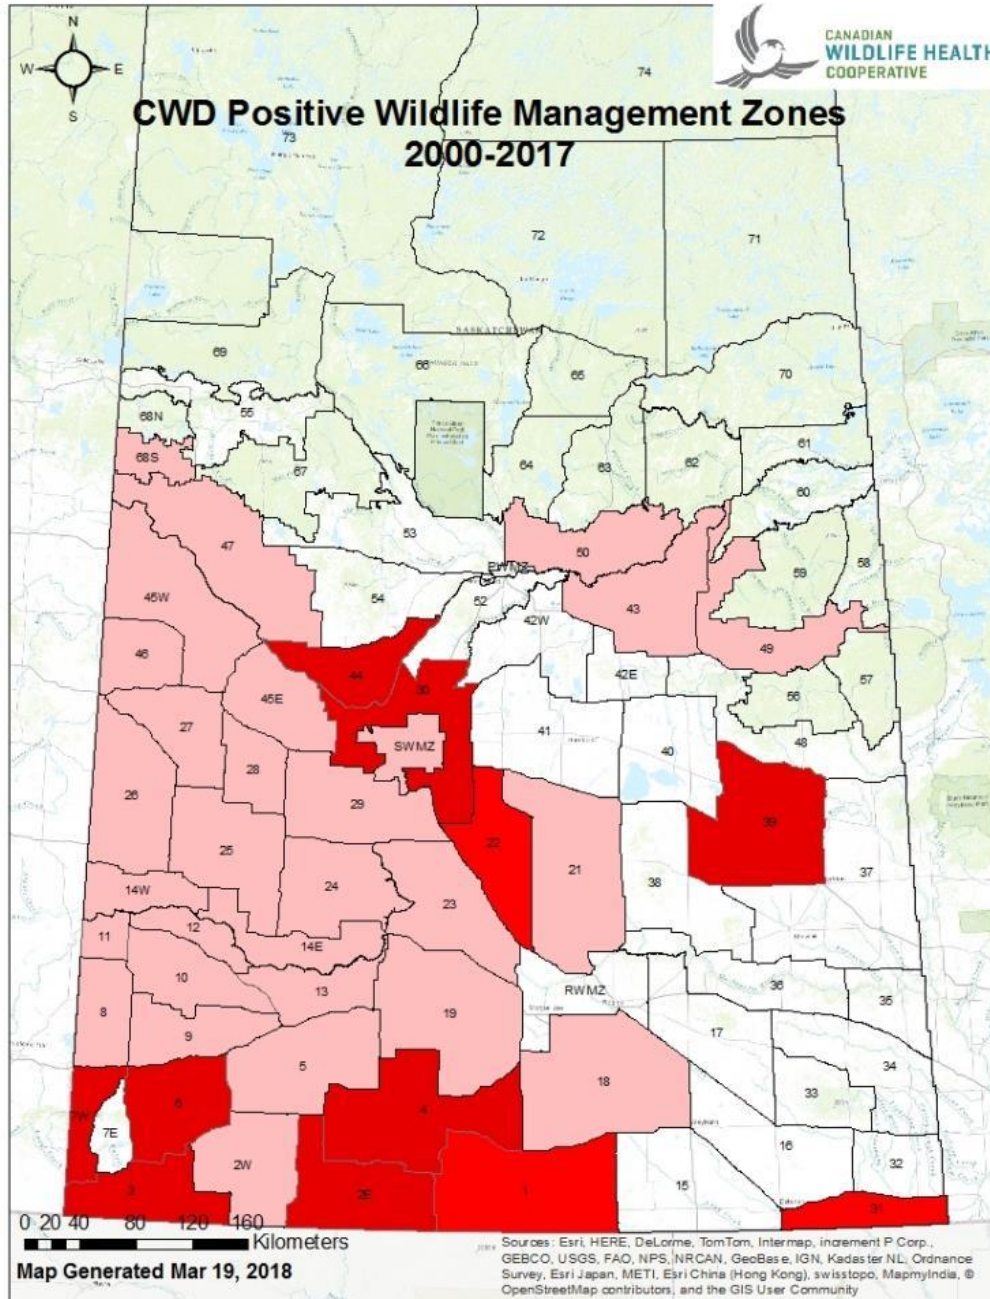 N
W
E
S
CANADIAN
WILDLIFE HEALTH
COOPERATIVE
CWD Positive Wildlife Management Zones
2000-2017
74
73
72
71
SASKATCHEWAN
69
66
65
70
68N
55
61
68S
67
64
63
62
60
53
47
50
59
58
PWMZ
54
52
43
45W
42W
49
46
44
30
42E
57
45E
56
27
41
40
48
SWMZ
28
26
29
39
22
21
37
25
38
24
14W
23
11
12
14E
10
13
RWMZ
36
35
8
19
17
9
34
5
18
33
6
4
7W
7E
16
2W
32
15
3
2E
1
31
0 20 40 80 120 160
Kilometers
Map Generated Mar 19, 2018
Sources: Esri, HERE, DeLorme, TomTom, Intermap, increment P Corp.,
GEBCO, USGS, FAO, NPS, NRCAN, GeoBase, IGN, Kadaster NL, Ordnance
Survey, Esri Japan, METI, Esri China (Hong Kong), swisstopo, MapmyIndia, ©
OpenStreetMap contributors, and the GIS User Community